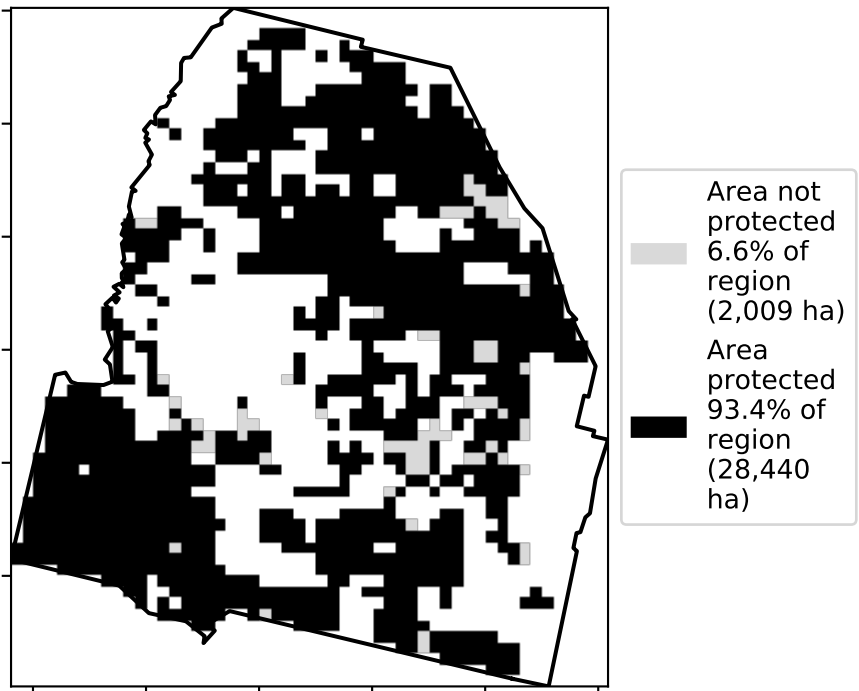 Area not
protected
6.6% of
region
(2,009 ha)
Area
protected
93.4% of
region
(28,440
ha)